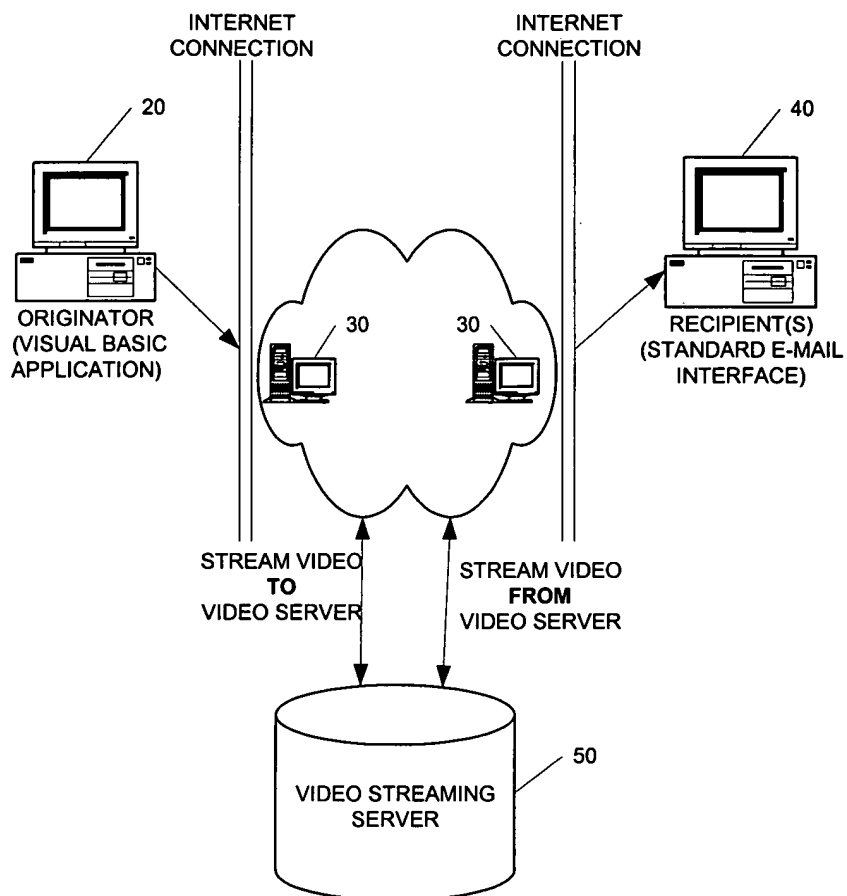 INTERNET
CONNECTION
INTERNET
CONNECTION
20
40
ORIGINATOR
(VISUAL BASIC
APPLICATION)
30
30
RECIPIENT(S)
(STANDARD E-MAIL
INTERFACE)
STREAM VIDEO
TO
VIDEO SERVER
STREAM VIDEO
FROM
VIDEO SERVER
50
VIDEO STREAMING
SERVER